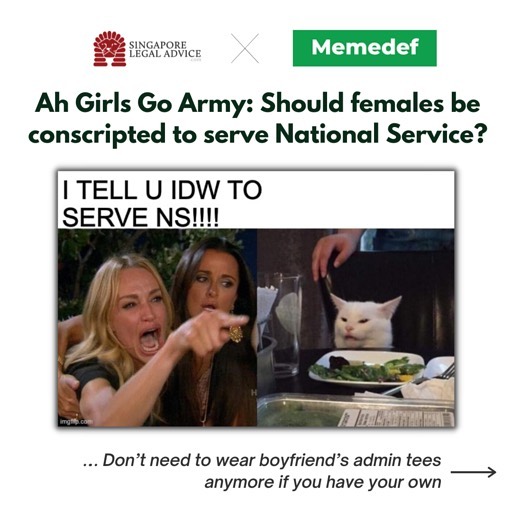 SINGAPORE
LEGAL ADVICE
Memedef
Ah Girls Go Army: Should females be
conscripted to serve National Service?
I TELL U IDW TO
SERVE NS!!!!
imgflip.com
... Don't need to wear boyfriend's admin tees
anymore if you have your own